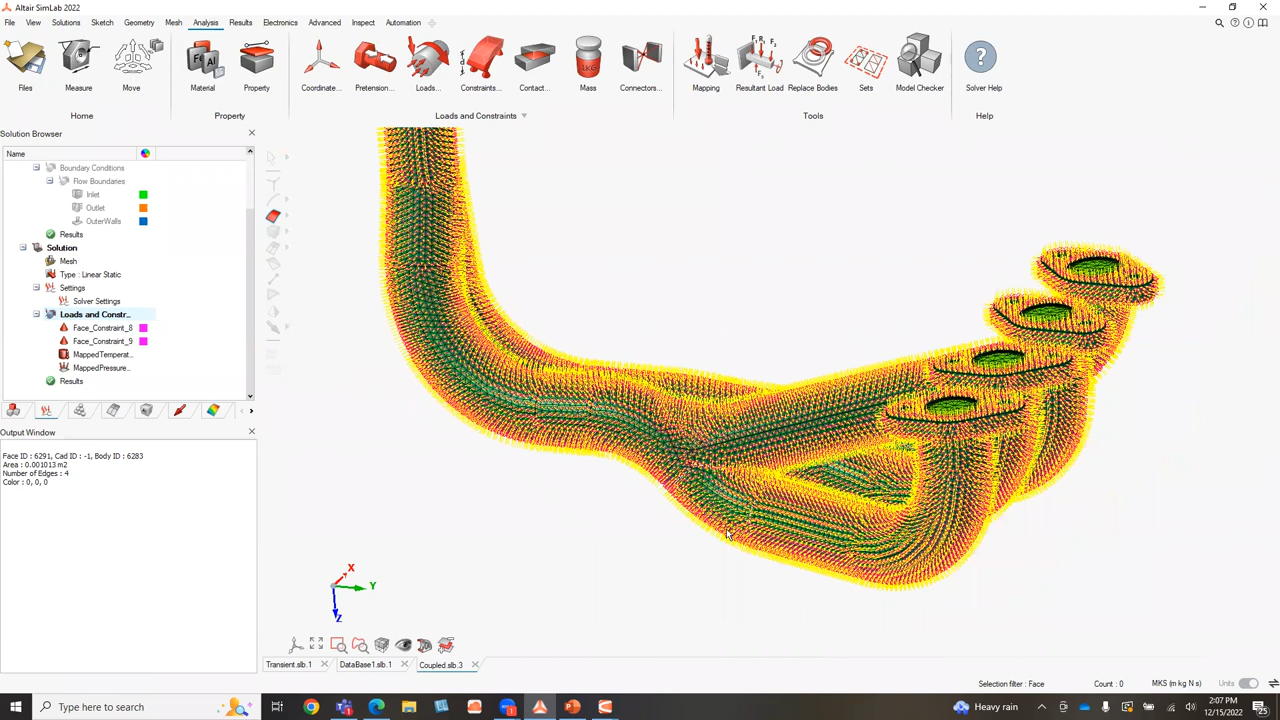 Altair SimLab 2022
File View Solutions Sketch Geometry Mesh Analysis Results Electronics Advanced Inspect Automation
Files Measure Move Material Property Coordinate... Pretension... Loads... Constraints... Contact... Mass Connectors... Mapping Resultant Load Replace Bodies Sets Model Checker Solver Help
Home Property Loads and Constraints Tools Help
Solution Browser
Name
Boundary Conditions
Flow Boundaries
Inlet
Outlet
OuterWalls
Results
Solution
Mesh
Type : Linear Static
Settings
Solver Settings
Loads and Constr...
Face_Constraint_8
Face_Constraint_9
MappedTemperat...
MappedPressure...
Results
Output Window
Face ID : 6291, Cad ID : -1, Body ID : 6283
Area : 0.001013 m2
Number of Edges : 4
Color : 0, 0, 0
X
Y
Z
Transient.slb.1 DataBase1.slb.1 Coupled.slb.3
Selection filter : Face Count : 0 MKS (m kg N s) Units
Type here to search
Heavy rain
2:07 PM
12/15/2022